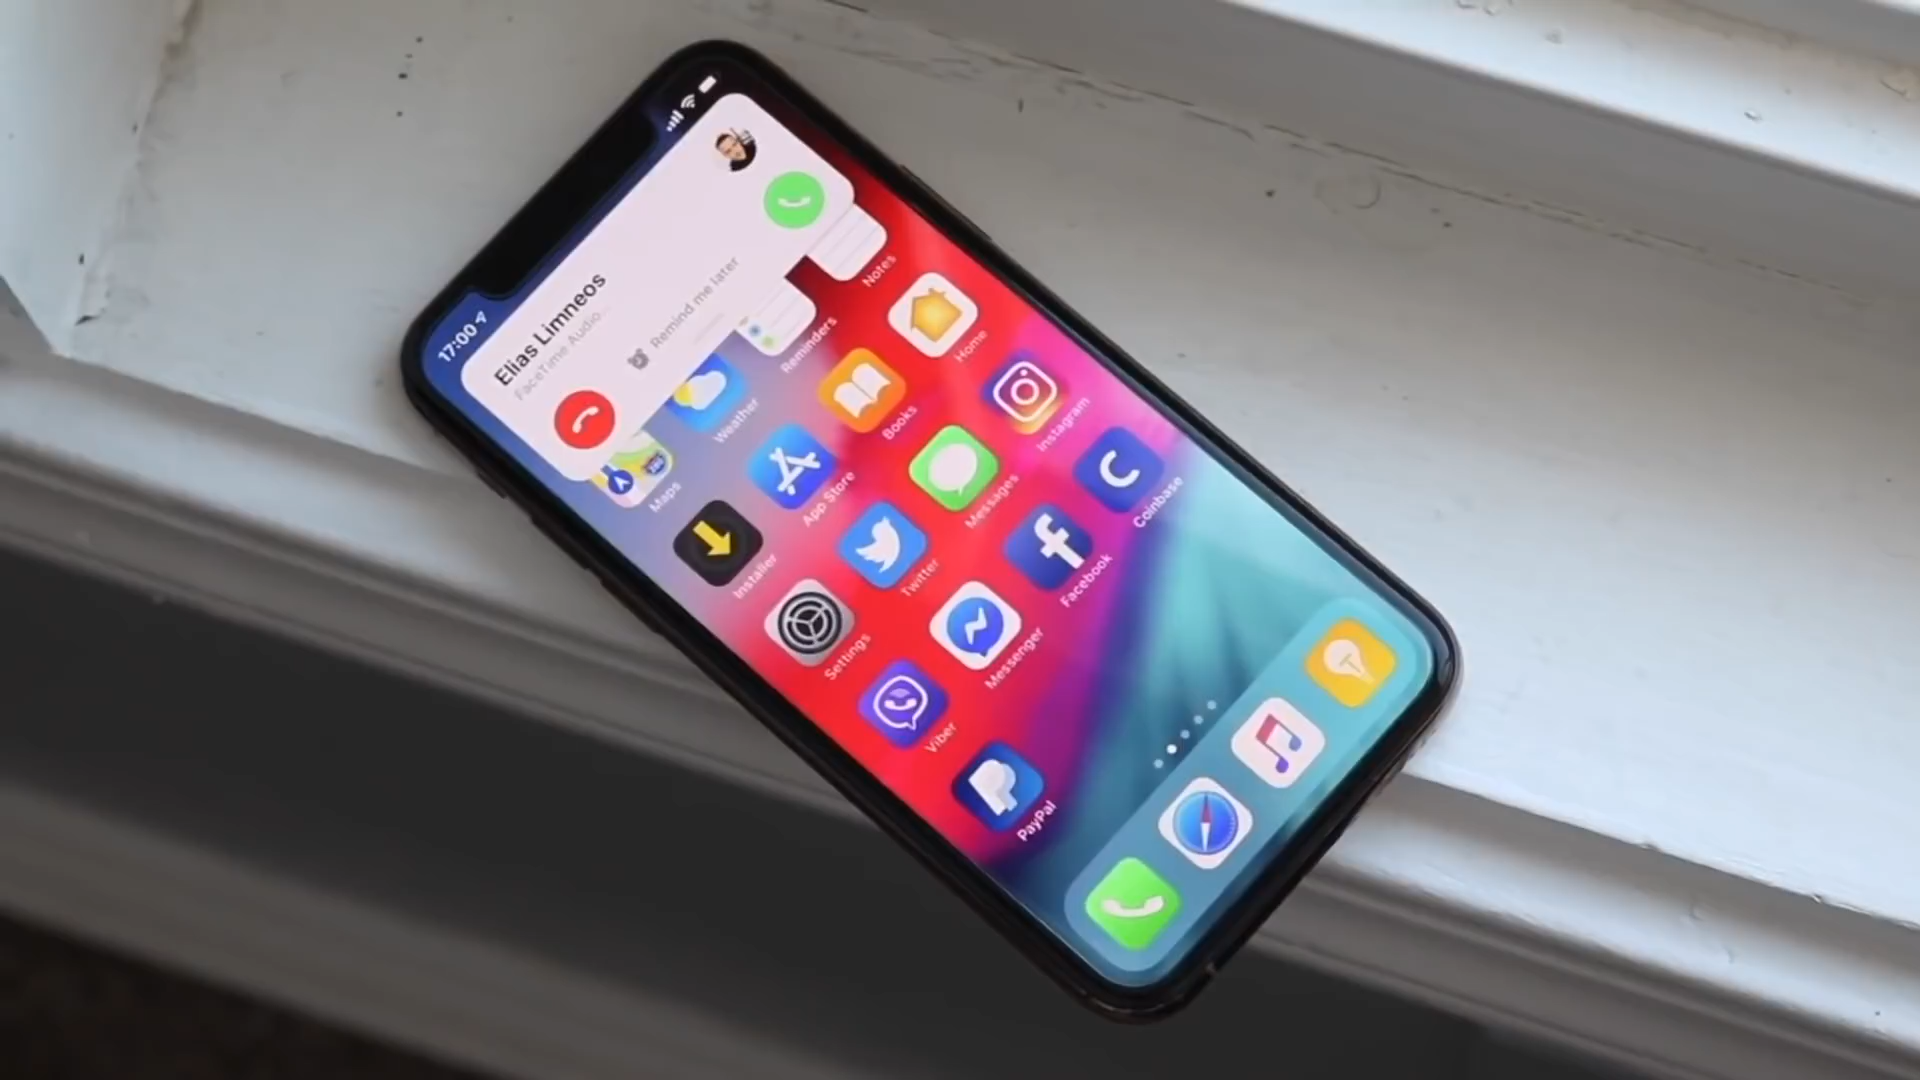 17:00
Elias Limneos
FaceTime Audio...
Remind me later
Maps
Weather
Reminders
Notes
Installer
App Store
Books
Home
Settings
Twitter
Messages
Instagram
Viber
Messenger
Facebook
Coinbase
PayPal